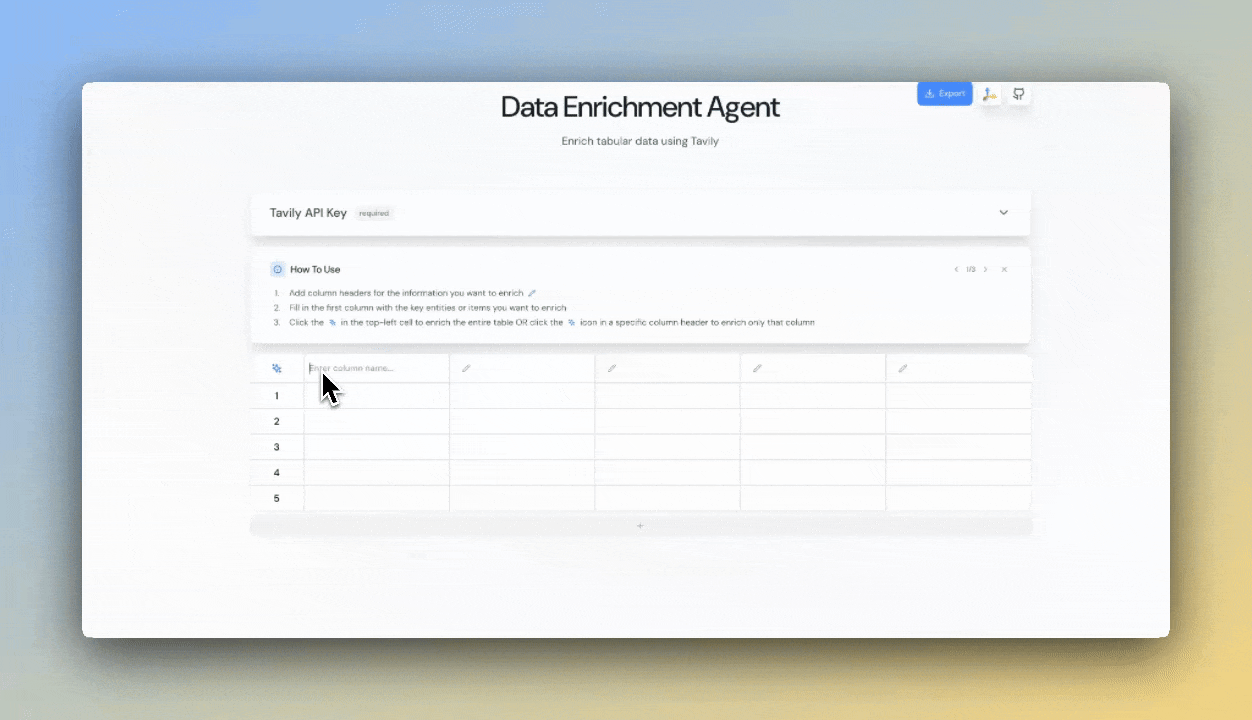 Export
Data Enrichment Agent
Enrich tabular data using Tavily
Tavily API Key required
How To Use 1/3
1. Add column headers for the information you want to enrich
2. Fill in the first column with the key entities or items you want to enrich
3. Click the in the top-left cell to enrich the entire table OR click the icon in a specific column header to enrich only that column
Enter column name...
1
2
3
4
5
+